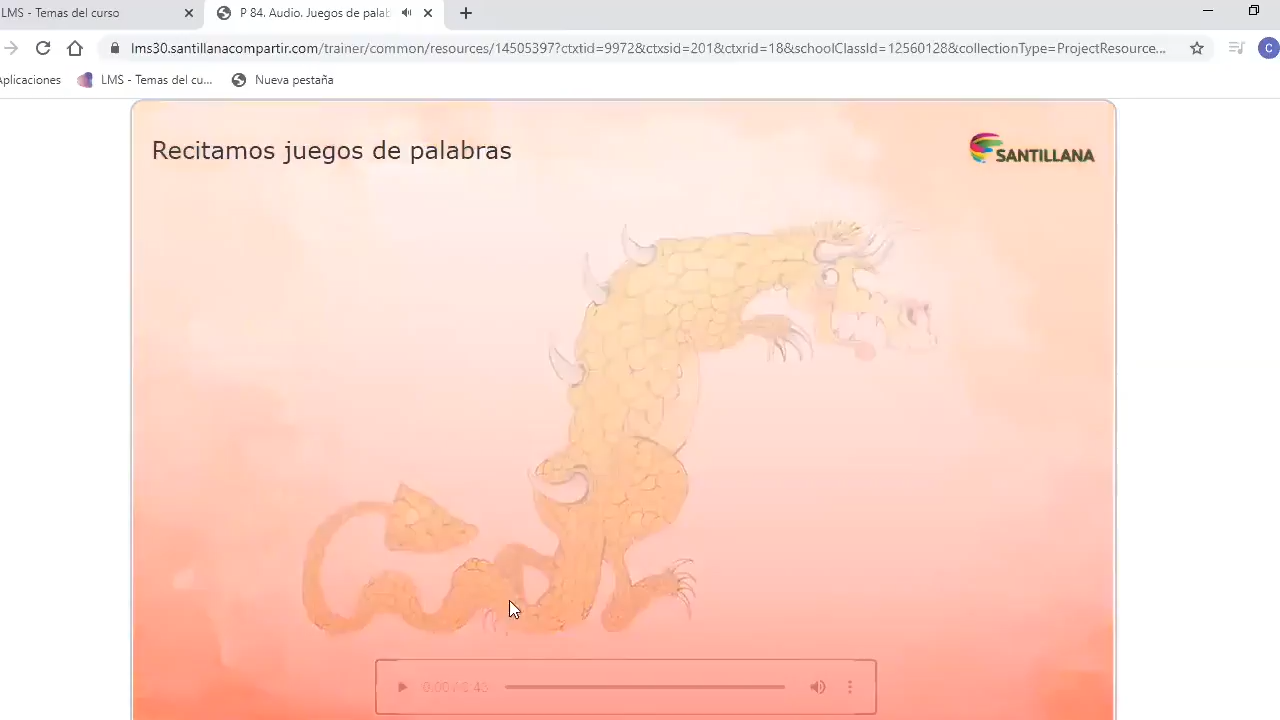 LMS - Temas del curso
P 84. Audio. Juegos de palab
lms30.santillanacompartir.com/trainer/common/resources/14505397?ctxtid=9972&ctxsid=201&ctxrid=18&schoolClassId=12560128&collectionType=ProjectResource...
C
Aplicaciones
LMS - Temas del cu...
Nueva pestaña
Recitamos juegos de palabras
SANTILLANA